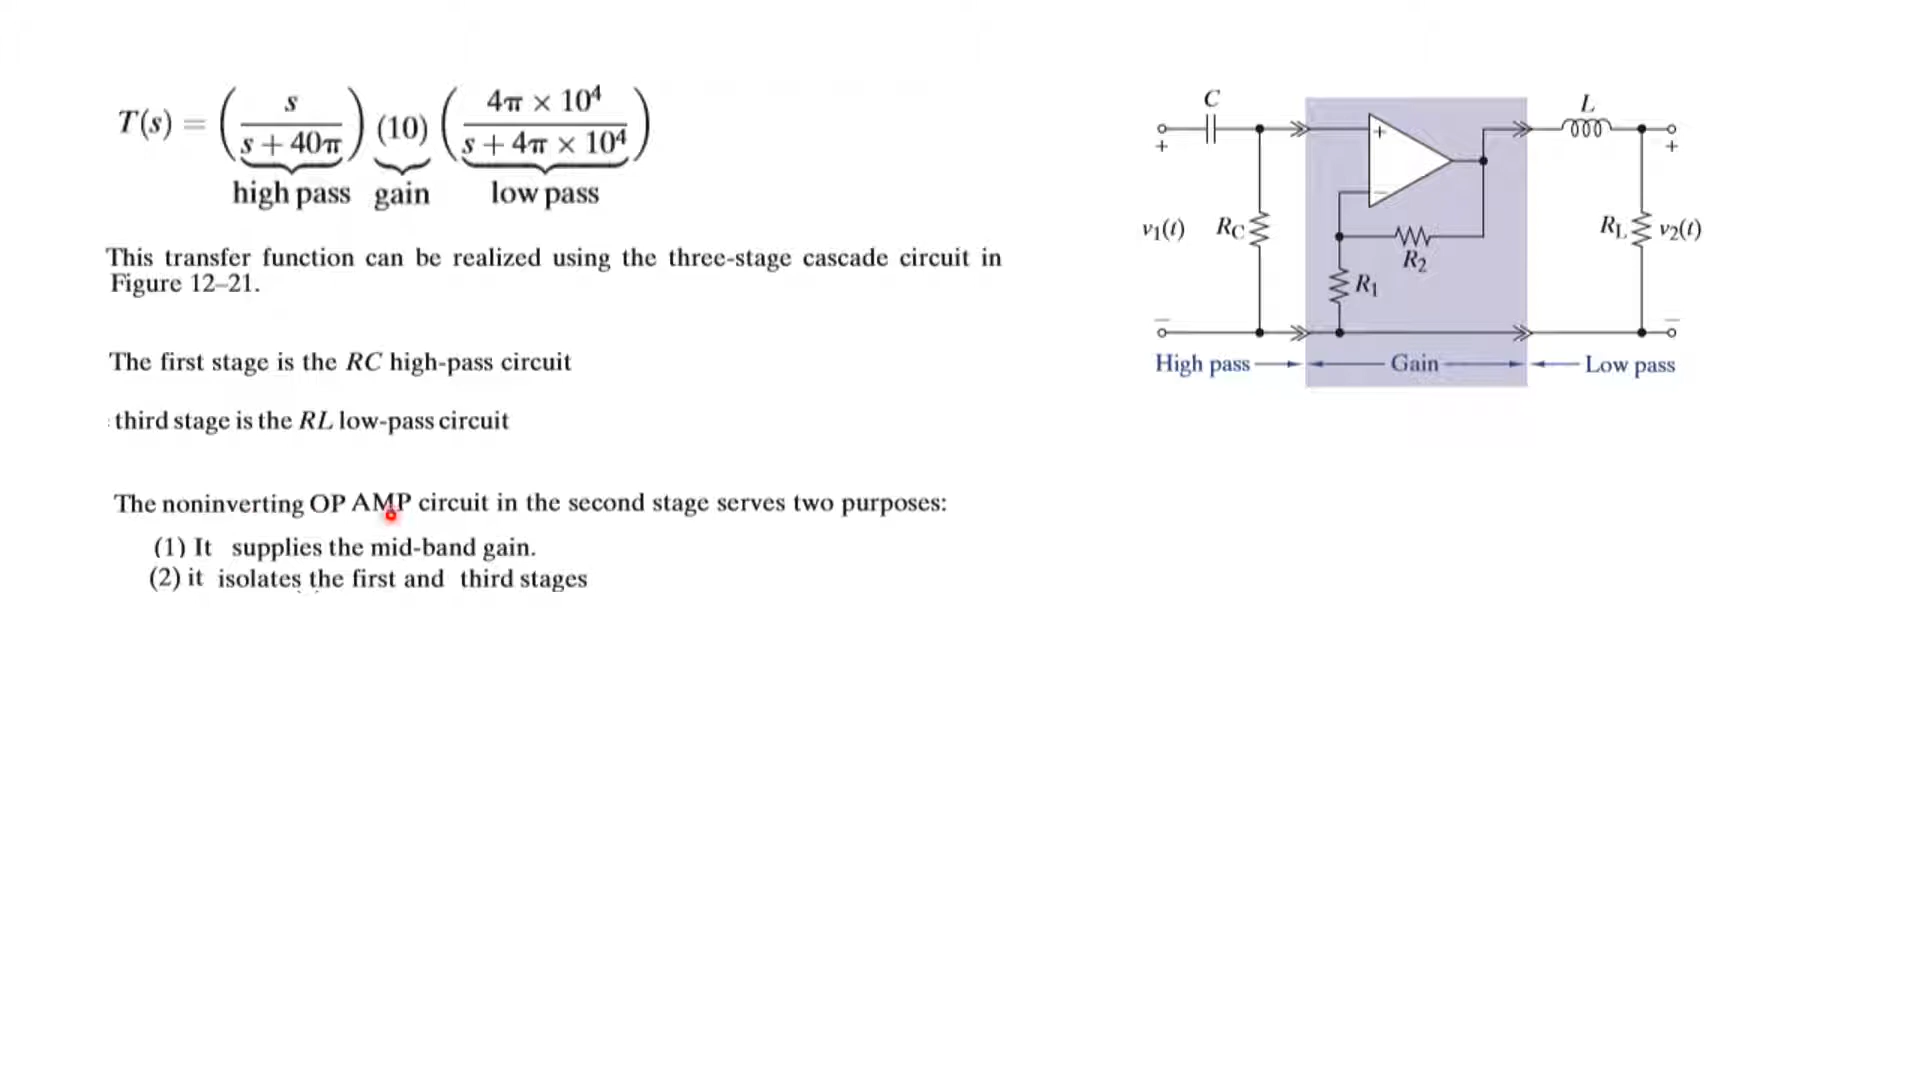 T(s) = (s / (s + 40π)) (10) (4π × 10⁴ / (s + 4π × 10⁴))
high pass gain low pass
This transfer function can be realized using the three-stage cascade circuit in
Figure 12–21.
The first stage is the RC high-pass circuit
third stage is the RL low-pass circuit
The noninverting OP AMP circuit in the second stage serves two purposes:
(1) It supplies the mid-band gain.
(2) it isolates the first and third stages
C
L
+
+
−
+
v1(t)
RC
R2
R1
RL
v2(t)
−
−
High pass
Gain
Low pass